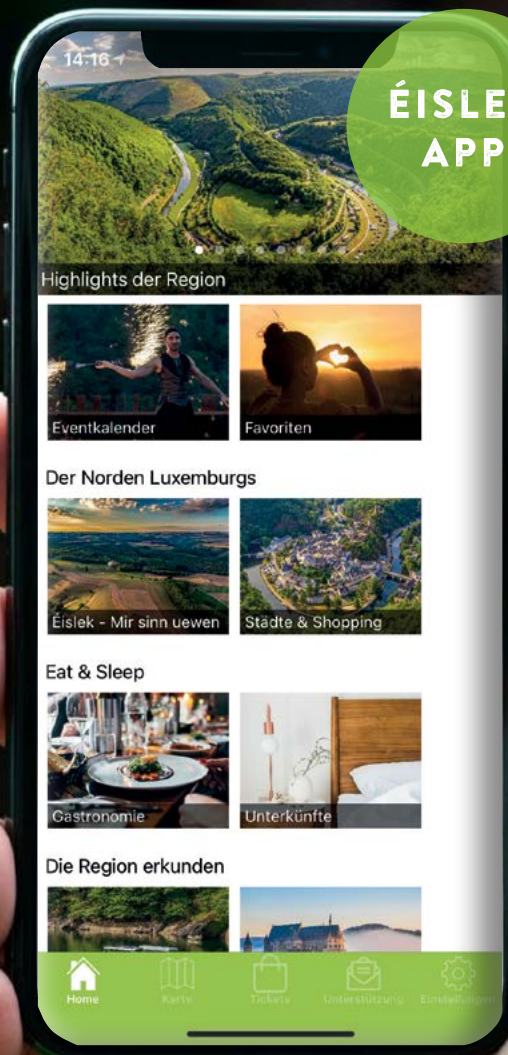 14:16
ÉISLE
APP
Highlights der Region
Eventkalender
Favoriten
Der Norden Luxemburgs
Éislek - Mir sinn uewen
Städte & Shopping
Eat & Sleep
Gastronomie
Unterkünfte
Die Region erkunden
Home
Karte
Tickets
Unterstützung
Einstellungen